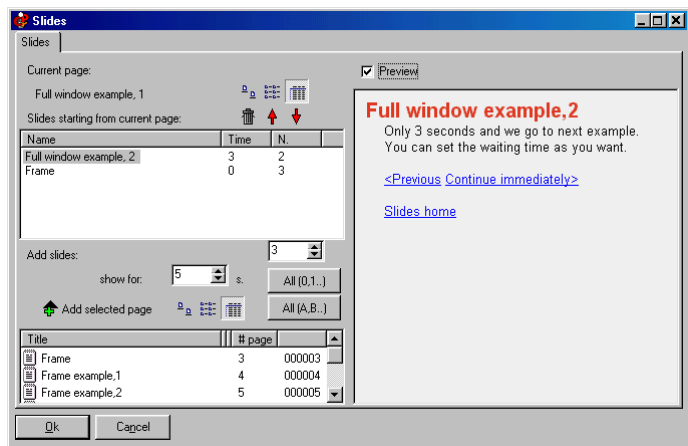 Slides
Slides
Current page:
Full window example, 1
Slides starting from current page:
Name Time N.
Full window example, 2 3 2
Frame 0 3
Add slides: 3
show for: 5 s. All (0,1..)
Add selected page All (A,B..)
Title # page
Frame 3 000003
Frame example,1 4 000004
Frame example,2 5 000005
Ok Cancel
Preview
Full window example,2
Only 3 seconds and we go to next example.
You can set the waiting time as you want.
<Previous Continue immediately>
Slides home